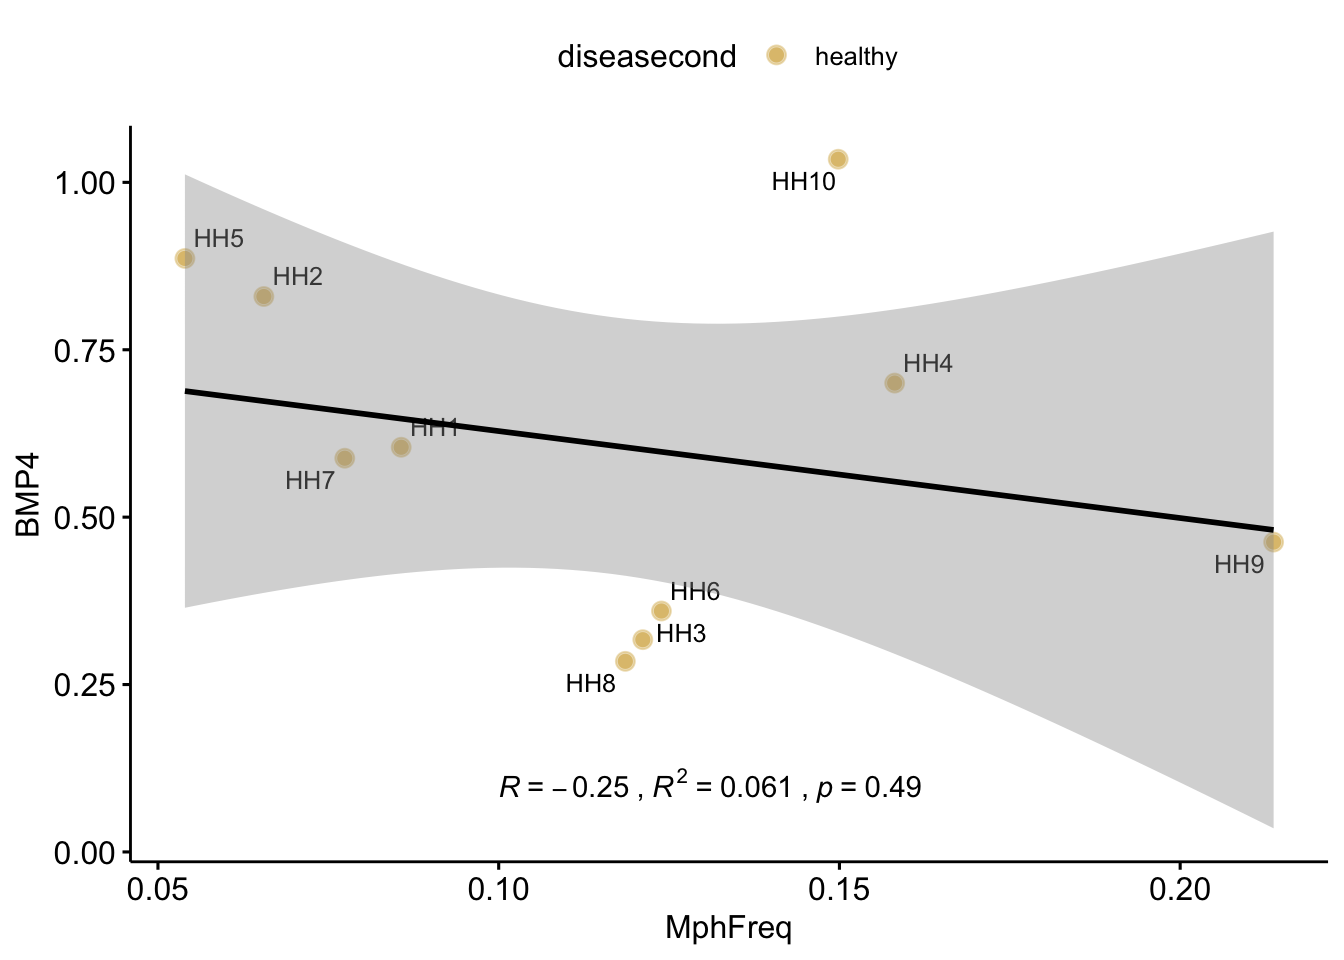 diseasecond healthy
HH10
1.00
HH5
HH2
0.75
HH4
HH1
HH7
0.50
HH9
HH6
HH3
HH8
0.25
R = −0.25 , R² = 0.061 , p = 0.49
0.00
0.05 0.10 0.15 0.20
MphFreq
BMP4